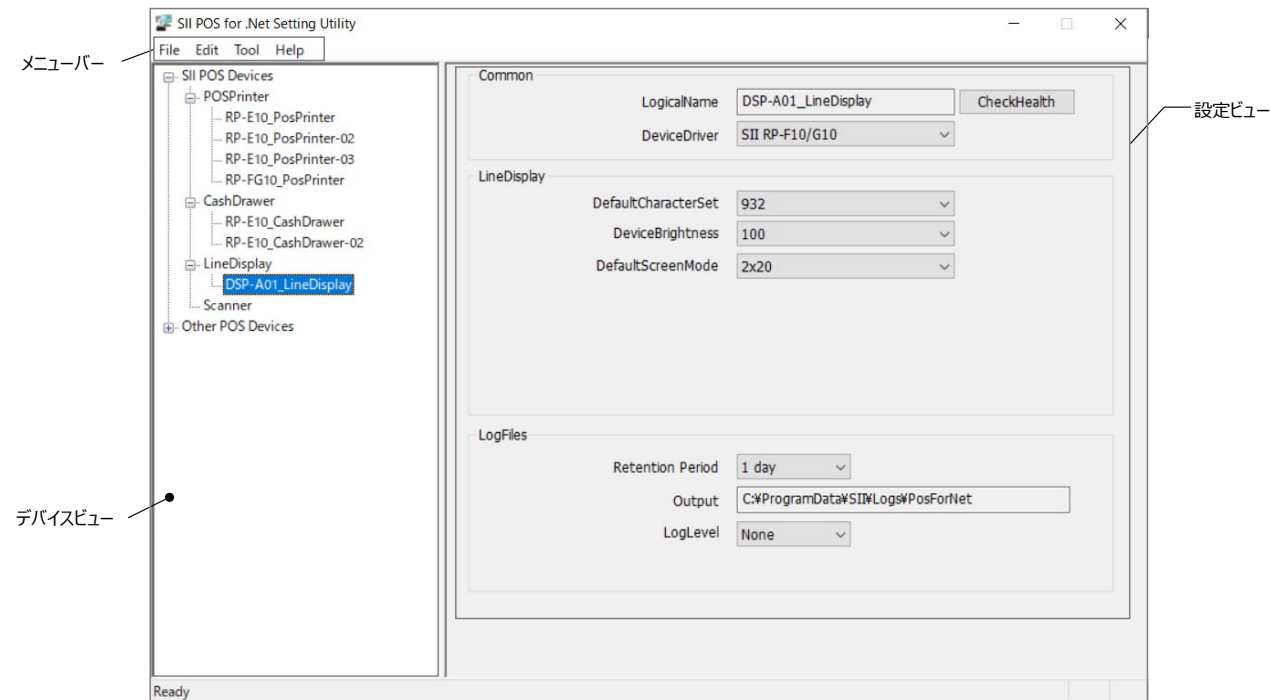 SII POS for .Net Setting Utility
メニューバー
File Edit Tool Help
SII POS Devices
POSPrinter
RP-E10_PosPrinter
RP-E10_PosPrinter-02
RP-E10_PosPrinter-03
RP-FG10_PosPrinter
CashDrawer
RP-E10_CashDrawer
RP-E10_CashDrawer-02
LineDisplay
DSP-A01_LineDisplay
Scanner
Other POS Devices
デバイスビュー
Common
LogicalName DSP-A01_LineDisplay CheckHealth
DeviceDriver SII RP-F10/G10
設定ビュー
LineDisplay
DefaultCharacterSet 932
DeviceBrightness 100
DefaultScreenMode 2x20
LogFiles
Retention Period 1 day
Output C:¥ProgramData¥SII¥Logs¥PosForNet
LogLevel None
Ready